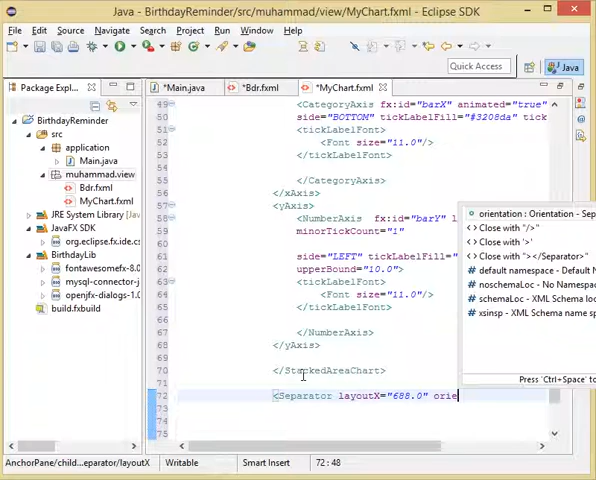 Java - BirthdayReminder/src/muhammad/view/MyChart.fxml - Eclipse SDK
File Edit Source Navigate Search Project Run Window Help
Quick Access
Java
Package Expl...
*Main.java
*Bdr.fxml
*MyChart.fxml
BirthdayReminder
src
application
Main.java
muhammad.view
Bdr.fxml
MyChart.fxml
JRE System Library [Java
JavaFX SDK
org.eclipse.fx.ide.cs
BirthdayLib
fontawesomefx-8.0
mysql-connector-j
openjfx-dialogs-1.0
build.fxbuild
49 <CategoryAxis fx:id="barX" animated="true"
50 side="BOTTOM" tickLabelFill="#3208da" tick
51 <tickLabelFont>
52 <Font size="11.0"/>
53 </tickLabelFont>
54
55 </CategoryAxis>
56 </xAxis>
57 <yAxis>
58 <NumberAxis fx:id="barY" l
59 minorTickCount="1"
60
61 side="LEFT" tickLabelFill="
62 upperBound="10.0">
63 <tickLabelFont>
64 <Font size="11.0"/>
65 </tickLabelFont>
66
67 </NumberAxis>
68 </yAxis>
69
70 </StackedAreaChart>
71
72 <Separator layoutX="688.0" orie
73
74
75
orientation : Orientation - Sep
Close with "/>"
Close with '>'
Close with "></Separator>"
default namespace - Default N
noschemaLoc - No Namespac
schemaLoc - XML Schema loc
xsinsp - XML Schema name sp
Press 'Ctrl+Space' to
AnchorPane/child...eparator/layoutX Writable Smart Insert 72 : 48